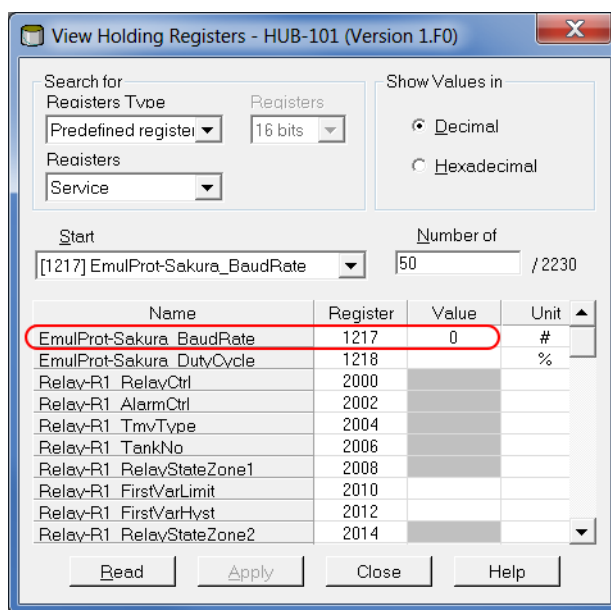 View Holding Registers - HUB-101 (Version 1.F0)
Search for
Registers Type
Registers
Predefined register
16 bits
Registers
Service
Show Values in
Decimal
Hexadecimal
Start
Number of
[1217] EmulProt-Sakura_BaudRate
50
/ 2230
Name Register Value Unit
EmulProt-Sakura_BaudRate 1217 0 #
EmulProt-Sakura_DutyCycle 1218 %
Relay-R1_RelayCtrl 2000
Relay-R1_AlarmCtrl 2002
Relay-R1_TmvType 2004
Relay-R1_TankNo 2006
Relay-R1_RelayStateZone1 2008
Relay-R1_FirstVarLimit 2010
Relay-R1_FirstVarHyst 2012
Relay-R1_RelayStateZone2 2014
Read Apply Close Help